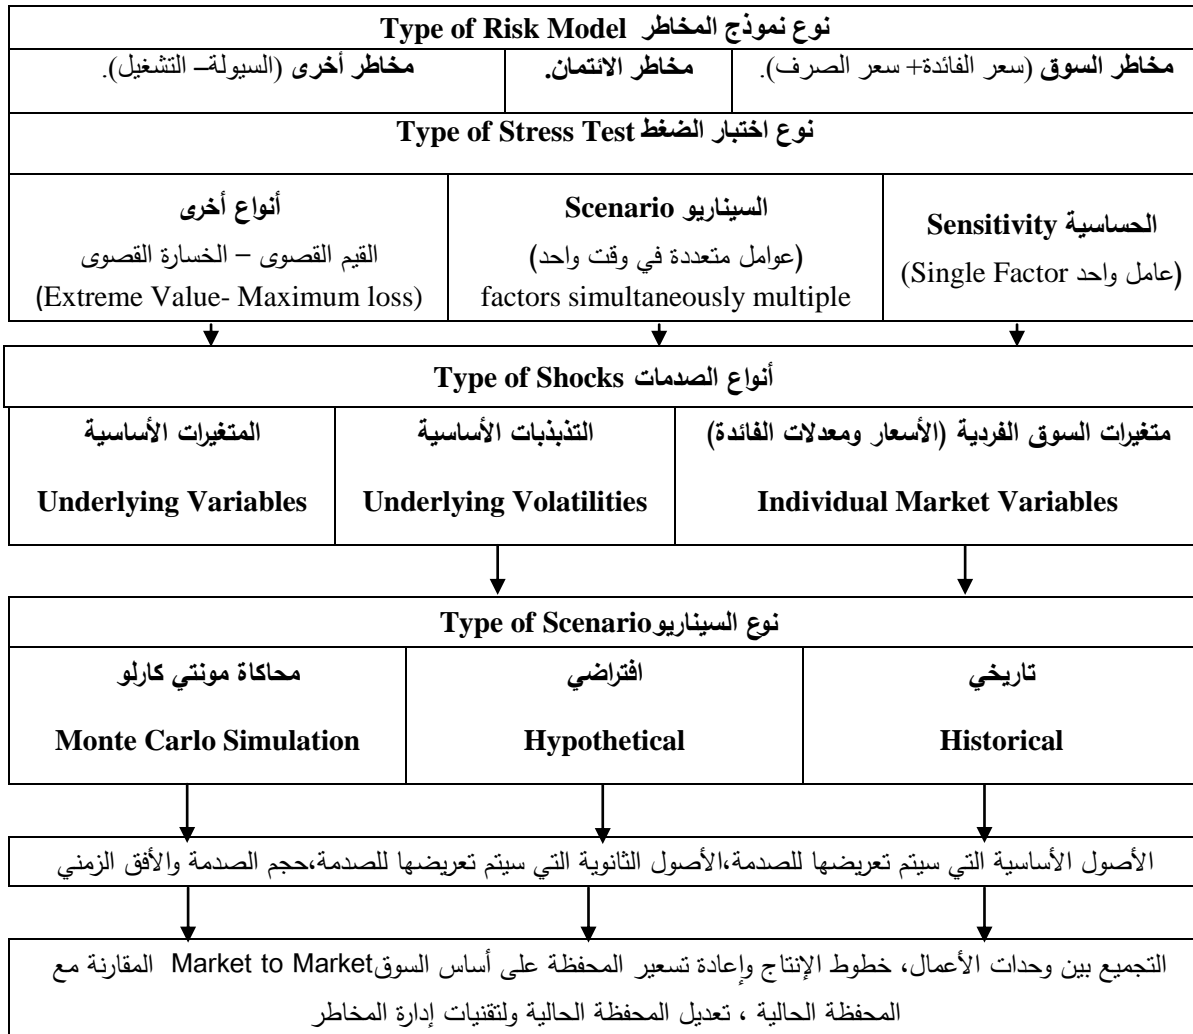 نوع نموذج المخاطر Type of Risk Model
مخاطر السوق (سعر الفائدة+ سعر الصرف).
مخاطر الائتمان.
مخاطر أخرى (السيولة– التشغيل).
نوع اختبار الضغط Type of Stress Test
الحساسية Sensitivity
(عامل واحد Single Factor)
السيناريو Scenario
(عوامل متعددة في وقت واحد)
factors simultaneously multiple
أنواع أخرى
القيم القصوى – الخسارة القصوى
(Extreme Value- Maximum loss)
أنواع الصدمات Type of Shocks
متغيرات السوق الفردية (الأسعار ومعدلات الفائدة)
Individual Market Variables
التذبذبات الأساسية
Underlying Volatilities
المتغيرات الأساسية
Underlying Variables
نوع السيناريوType of Scenario
تاريخي
Historical
افتراضي
Hypothetical
محاكاة مونتي كارلو
Monte Carlo Simulation
الأصول الأساسية التي سيتم تعريضها للصدمة،الأصول الثانوية التي سيتم تعريضها للصدمة،حجم الصدمة والأفق الزمني
التجميع بين وحدات الأعمال، خطوط الإنتاج وإعادة تسعير المحفظة على أساس السوقMarket to Market المقارنة مع
المحفظة الحالية ، تعديل المحفظة الحالية ولتقنيات إدارة المخاطر